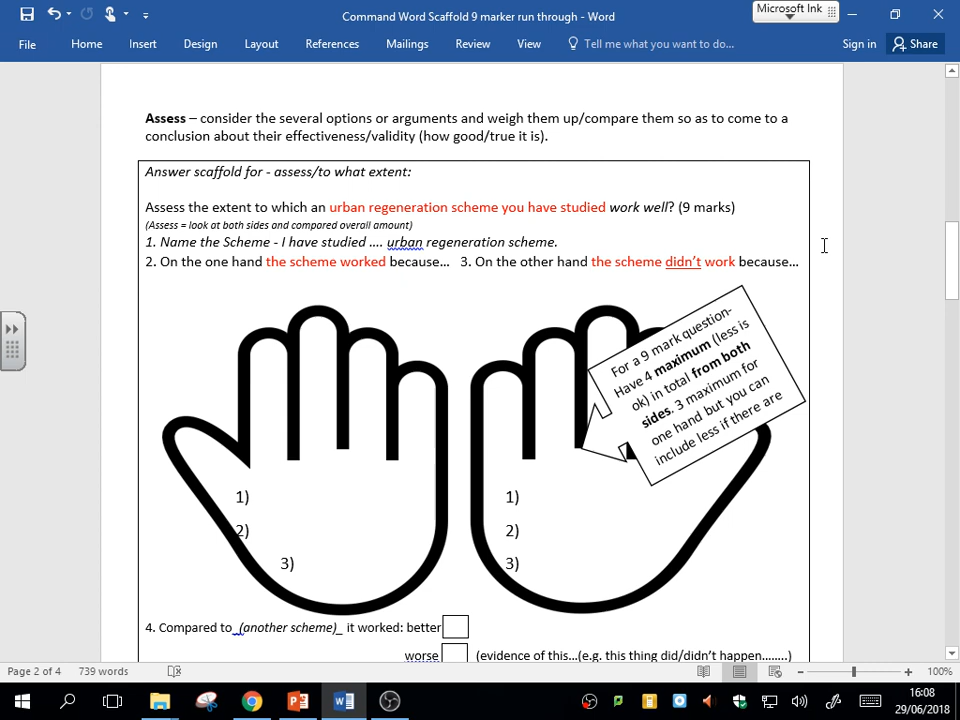 Command Word Scaffold 9 marker run through - Word
Microsoft Ink
File Home Insert Design Layout References Mailings Review View Tell me what you want to do... Sign in Share
Assess – consider the several options or arguments and weigh them up/compare them so as to come to a
conclusion about their effectiveness/validity (how good/true it is).
Answer scaffold for - assess/to what extent:
Assess the extent to which an urban regeneration scheme you have studied work well? (9 marks)
(Assess = look at both sides and compared overall amount)
1. Name the Scheme - I have studied .... urban regeneration scheme.
2. On the one hand the scheme worked because… 3. On the other hand the scheme didn't work because…
For a 9 mark question-
Have 4 maximum (less is
ok) in total from both
sides. 3 maximum for
one hand but you can
include less if there are
1) 1)
2) 2)
3) 3)
4. Compared to_(another scheme)_ it worked: better
worse (evidence of this…(e.g. this thing did/didn't happen........)
Page 2 of 4 739 words 100%
16:08
29/06/2018